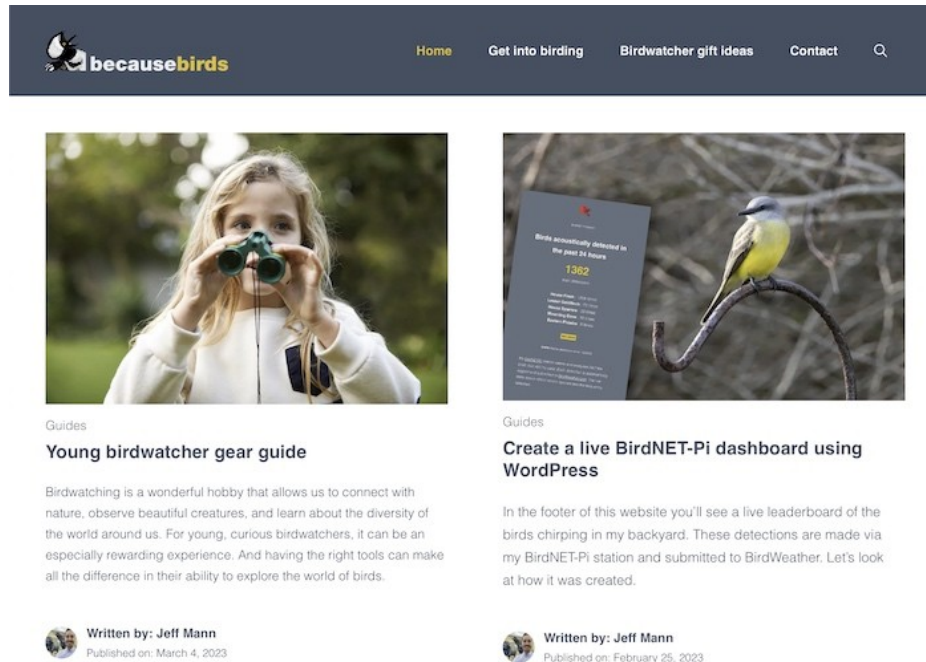 becausebirds
Home
Get into birding
Birdwatcher gift ideas
Contact
Guides
Young birdwatcher gear guide
Birdwatching is a wonderful hobby that allows us to connect with
nature, observe beautiful creatures, and learn about the diversity of
the world around us. For young, curious birdwatchers, it can be an
especially rewarding experience. And having the right tools can make
all the difference in their ability to explore the world of birds.
Written by: Jeff Mann
Published on: March 4, 2023
Birds acoustically detected in
the past 24 hours
1362
Guides
Create a live BirdNET-Pi dashboard using
WordPress
In the footer of this website you’ll see a live leaderboard of the
birds chirping in my backyard. These detections are made via
my BirdNET-Pi station and submitted to BirdWeather. Let’s look
at how it was created.
Written by: Jeff Mann
Published on: February 25, 2023